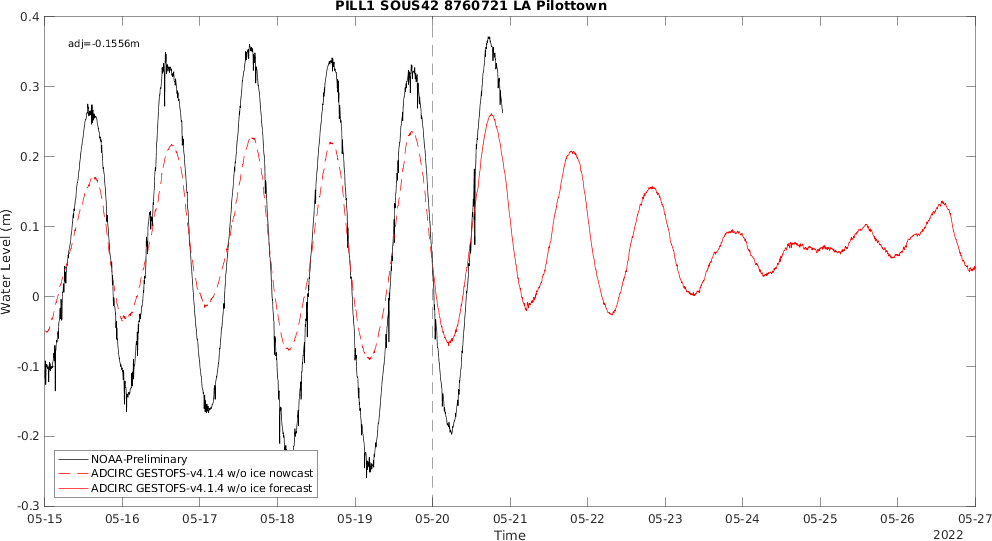 PILL1 SOUS42 8760721 LA Pilottown
adj=-0.1556m
Water Level (m)
0.4
0.3
0.2
0.1
0
-0.1
-0.2
-0.3
NOAA-Preliminary
ADCIRC GESTOFS-v4.1.4 w/o ice nowcast
ADCIRC GESTOFS-v4.1.4 w/o ice forecast
05-15 05-16 05-17 05-18 05-19 05-20 05-21 05-22 05-23 05-24 05-25 05-26 05-27
Time
2022